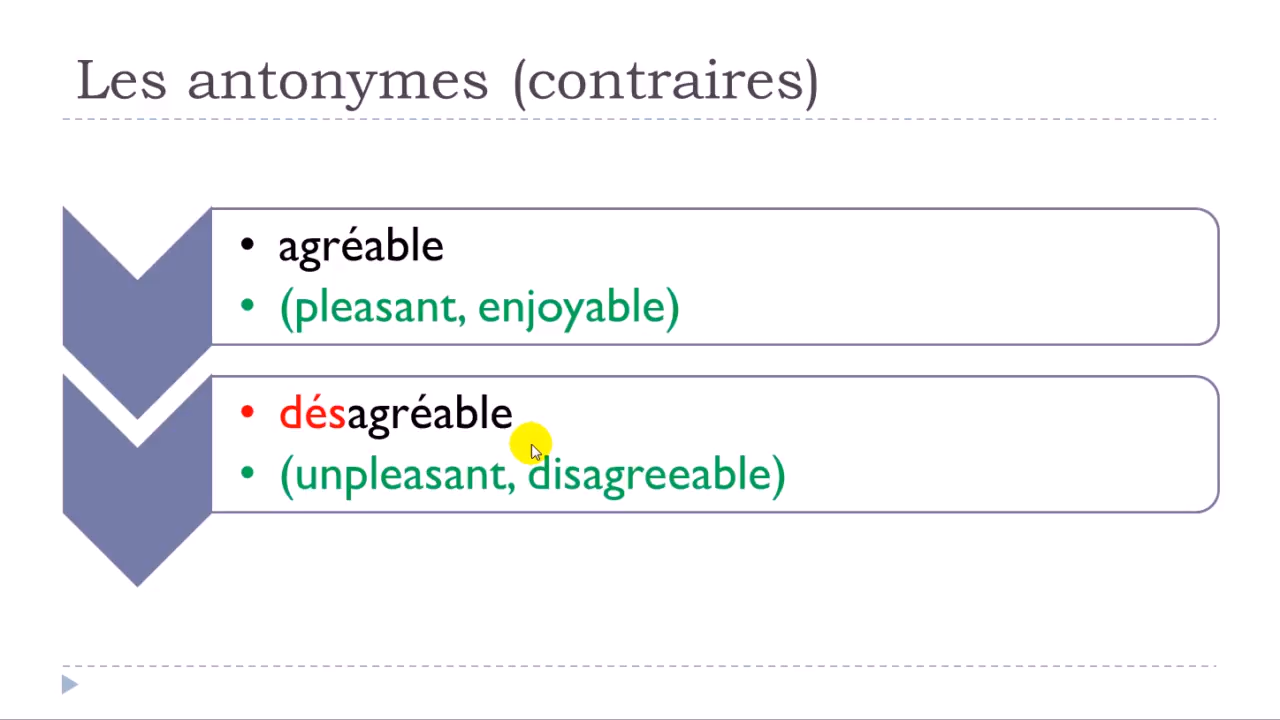 Les antonymes (contraires)
• agréable
• (pleasant, enjoyable)
• désagréable
• (unpleasant, disagreeable)